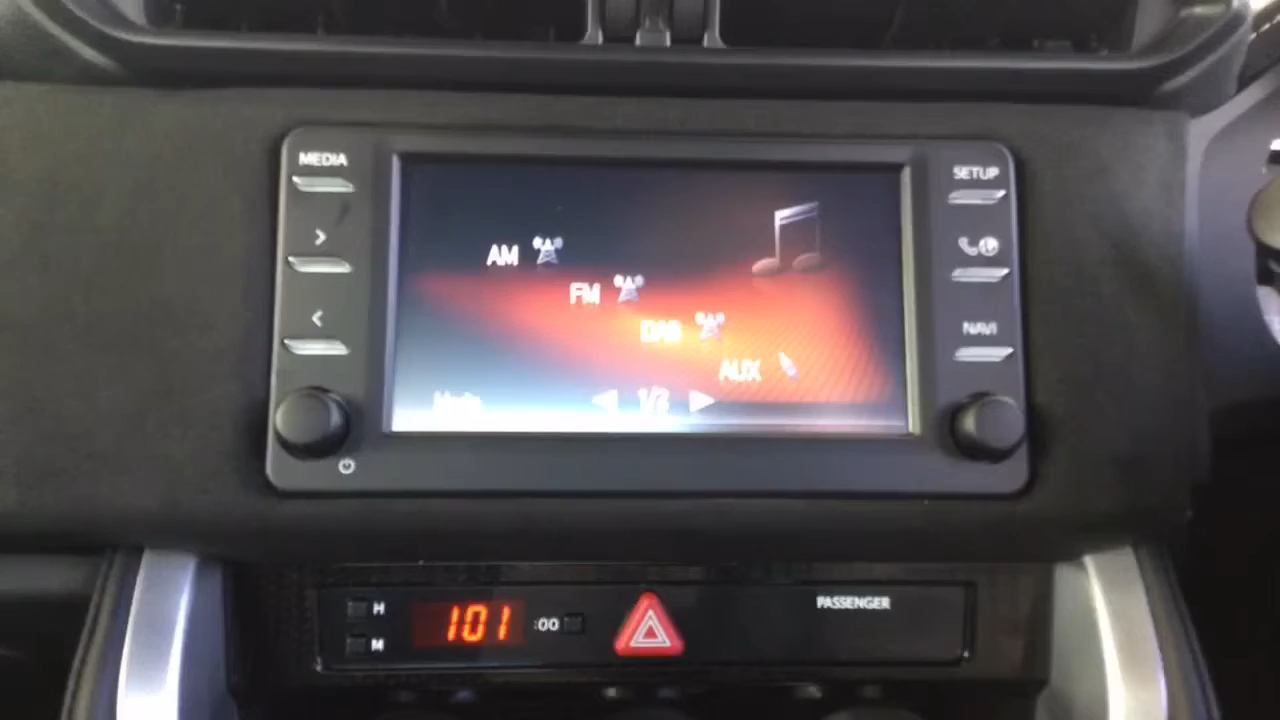 MEDIA
SETUP
>
AM
FM
<
DAB
NAVI
AUX
1/2
H
101
:00
PASSENGER
M